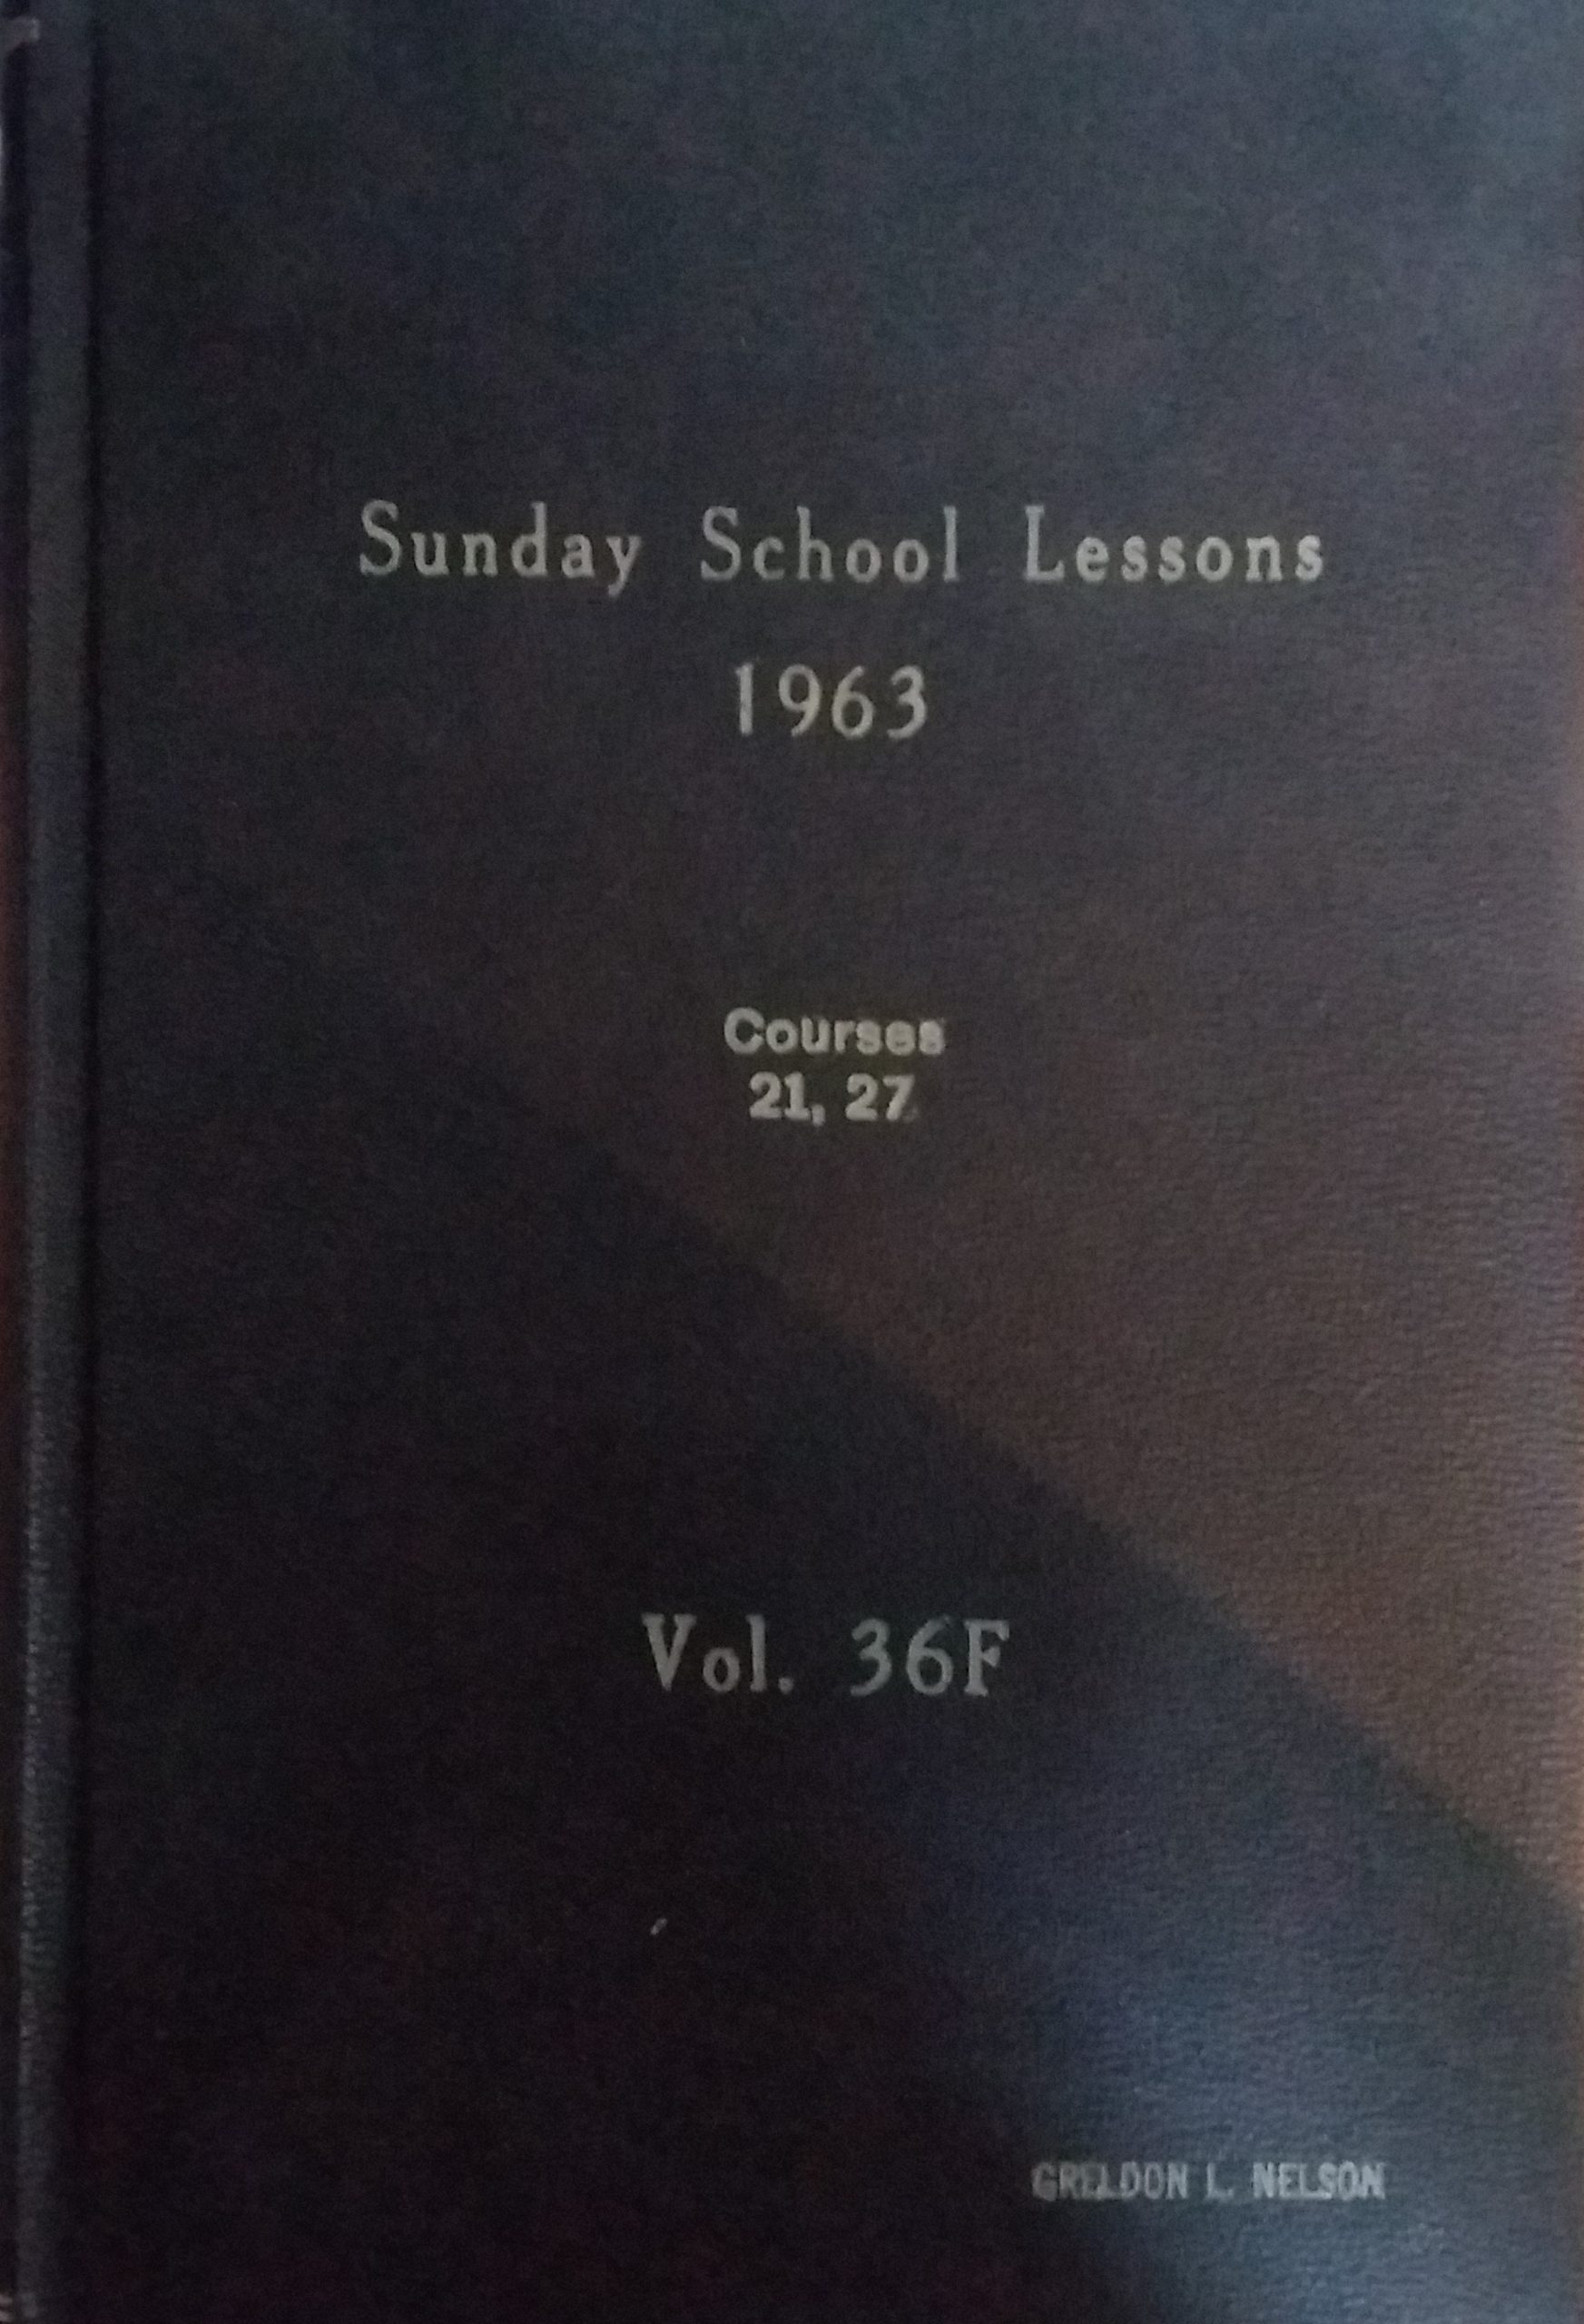 Sunday School Lessons
1963
Courses
21, 27
Vol. 36F
GRELDON L. NELSON